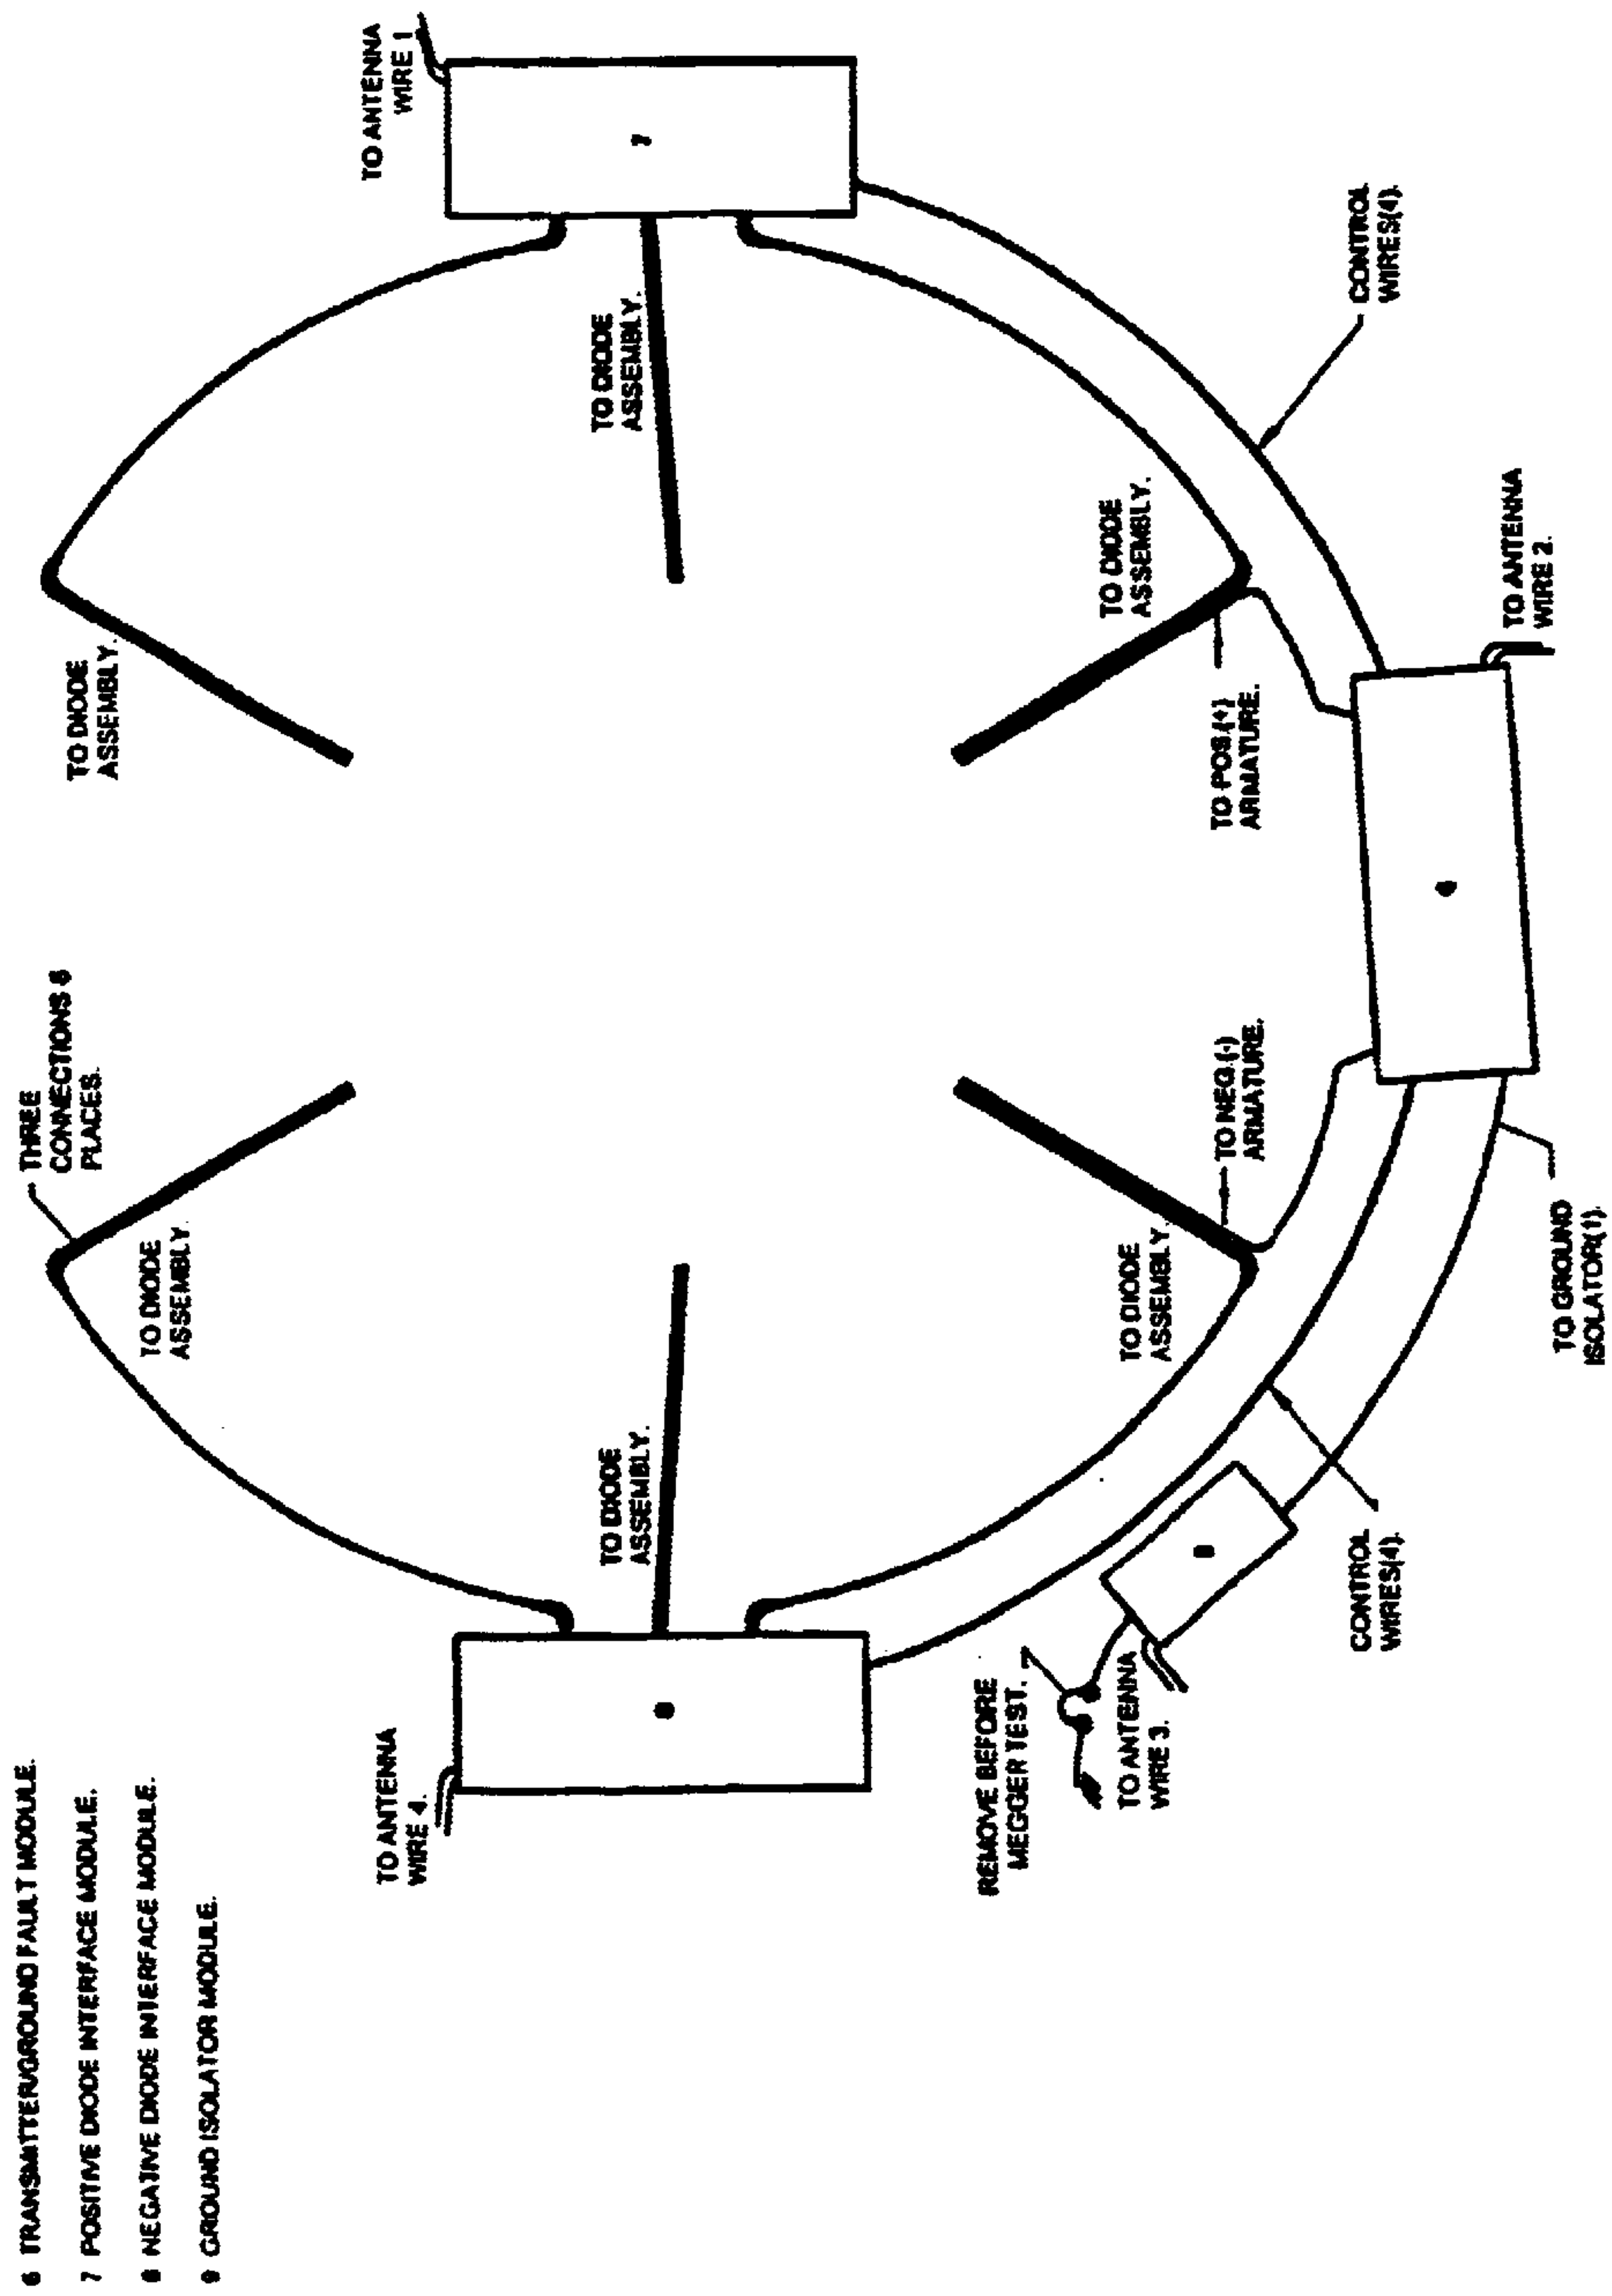 6 TRANSMITTER/GROUND FAULT MODULE.
7 POSITIVE DIODE INTERFACE MODULE.
8 NEGATIVE DIODE INTERFACE MODULE.
9 GROUND ISOLATOR MODULE.
THREE
CONNECTIONS 6
PLACES.
TO DIODE
ASSEMBLY.
TO DIODE
ASSEMBLY.
TO ANTENNA
WIRE 4.
8
TO DIODE
ASSEMBLY.
TO DIODE
ASSEMBLY.
7
TO ANTENNA
WIRE 1
REMOVE BEFORE
MEGGER TEST.
TO ANTENNA
WIRE 3.
9
TO DIODE
ASSEMBLY.
TO NEG.(-)
ARMATURE.
TO POS.(+)
ARMATURE.
TO DIODE
ASSEMBLY.
CONTROL
WIRES(4).
CONTROL
WIRES(4).
6
TO GROUND
ISOLATOR(1).
TO ANTENNA
WIRE 2.